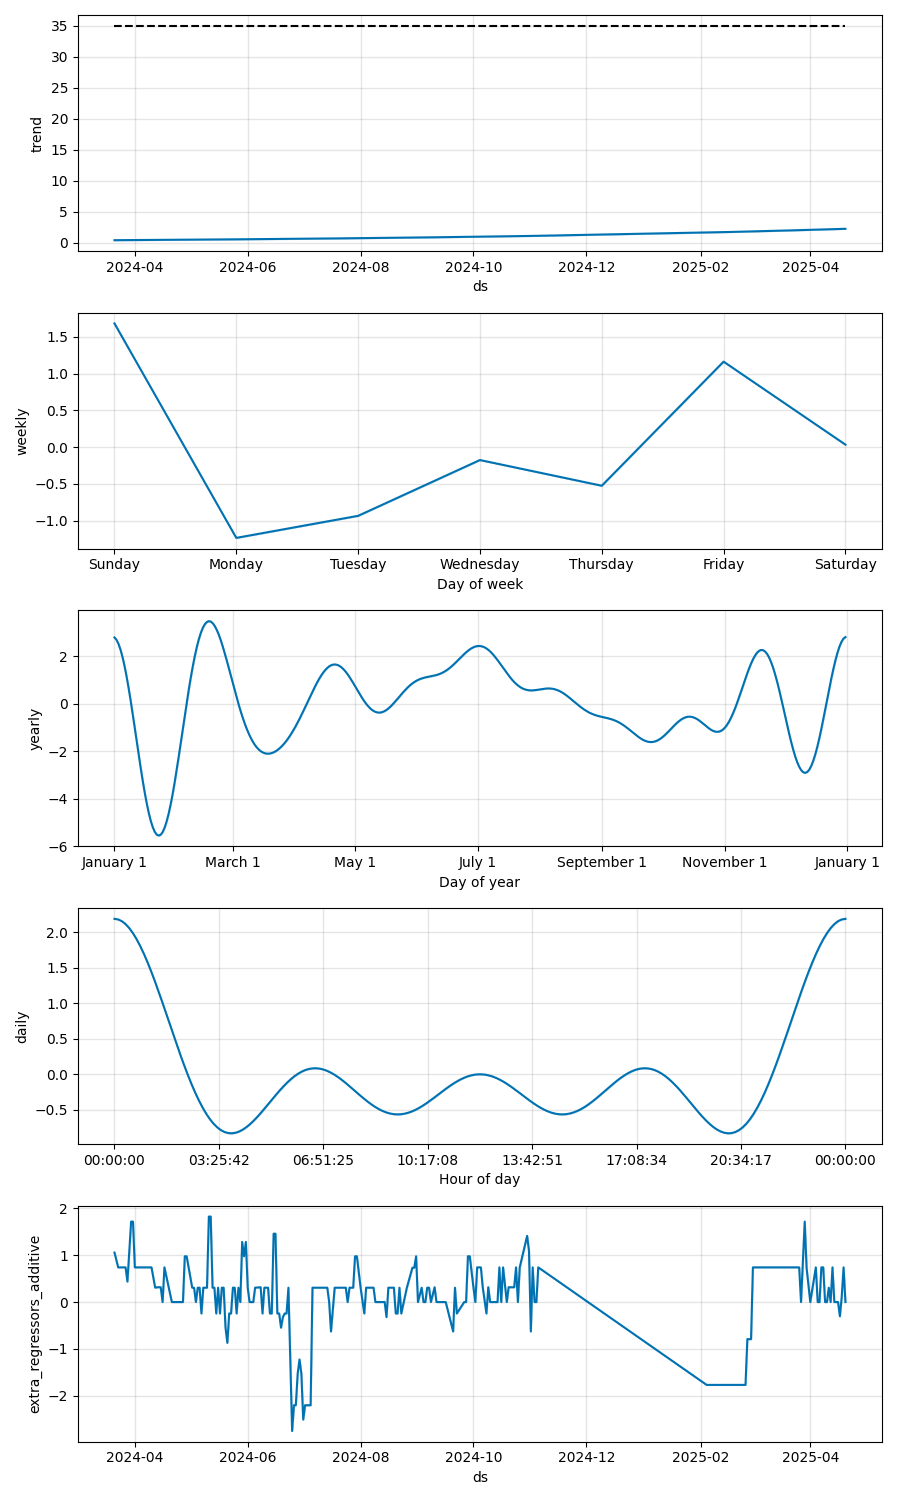 35
30
25
20
15
10
5
0
trend
2024-04 2024-06 2024-08 2024-10 2024-12 2025-02 2025-04
ds
1.5
1.0
0.5
0.0
−0.5
−1.0
weekly
Sunday Monday Tuesday Wednesday Thursday Friday Saturday
Day of week
2
0
−2
−4
−6
yearly
January 1 March 1 May 1 July 1 September 1 November 1 January 1
Day of year
2.0
1.5
1.0
0.5
0.0
−0.5
daily
00:00:00 03:25:42 06:51:25 10:17:08 13:42:51 17:08:34 20:34:17 00:00:00
Hour of day
2
1
0
−1
−2
extra_regressors_additive
2024-04 2024-06 2024-08 2024-10 2024-12 2025-02 2025-04
ds